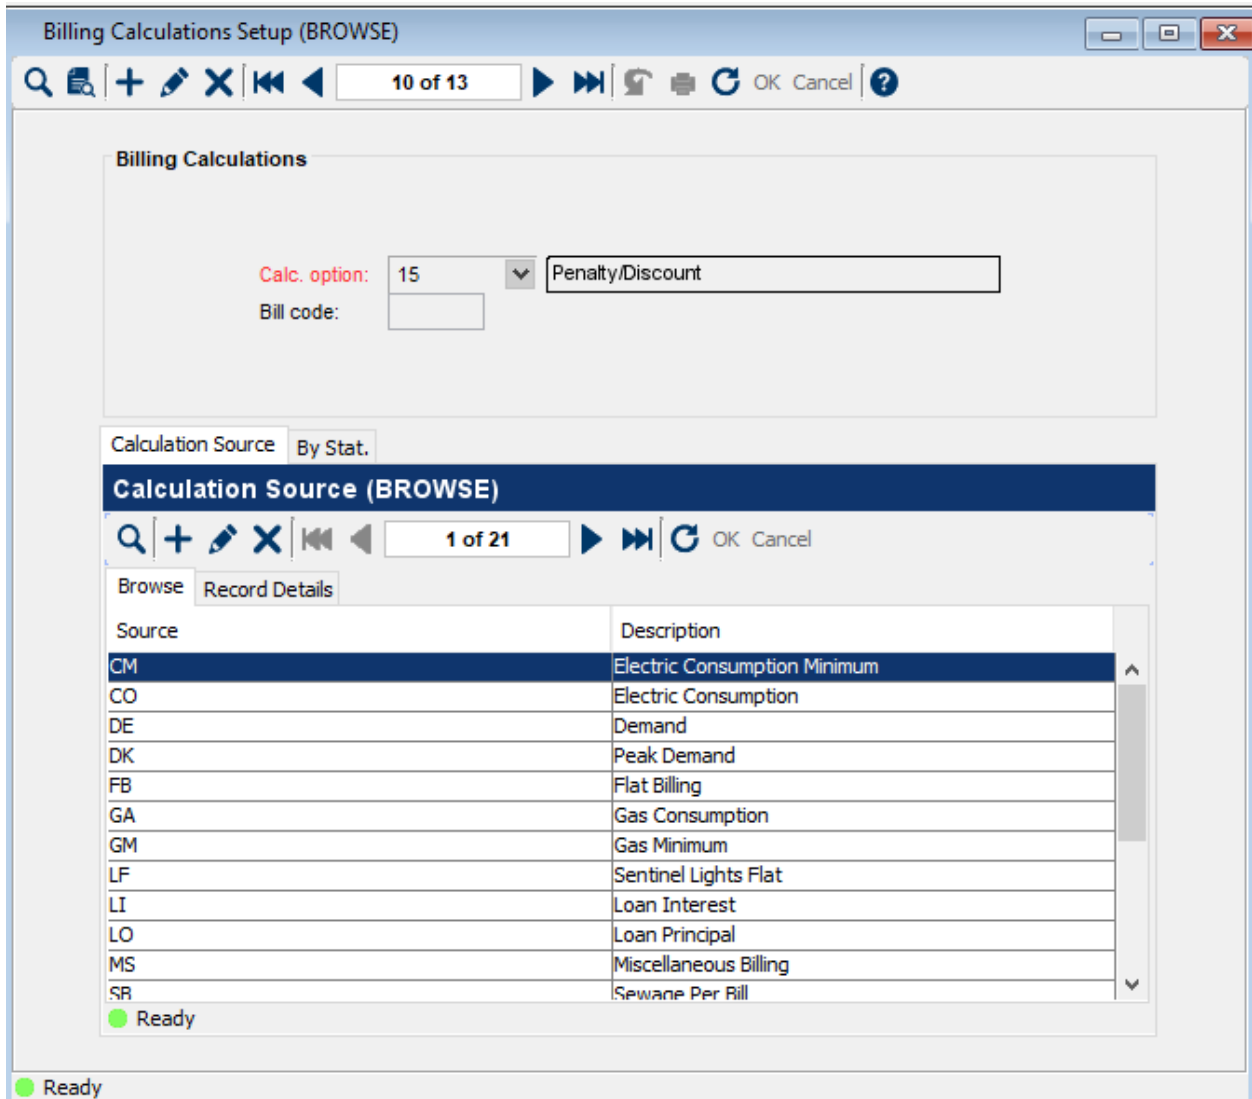 Billing Calculations Setup (BROWSE)
10 of 13 OK Cancel ?
Billing Calculations
Calc. option: 15 Penalty/Discount
Bill code:
Calculation Source By Stat.
Calculation Source (BROWSE)
1 of 21 OK Cancel
Browse Record Details
Source Description
CM Electric Consumption Minimum
CO Electric Consumption
DE Demand
DK Peak Demand
FB Flat Billing
GA Gas Consumption
GM Gas Minimum
LF Sentinel Lights Flat
LI Loan Interest
LO Loan Principal
MS Miscellaneous Billing
SB Sewage Per Bill
Ready
Ready